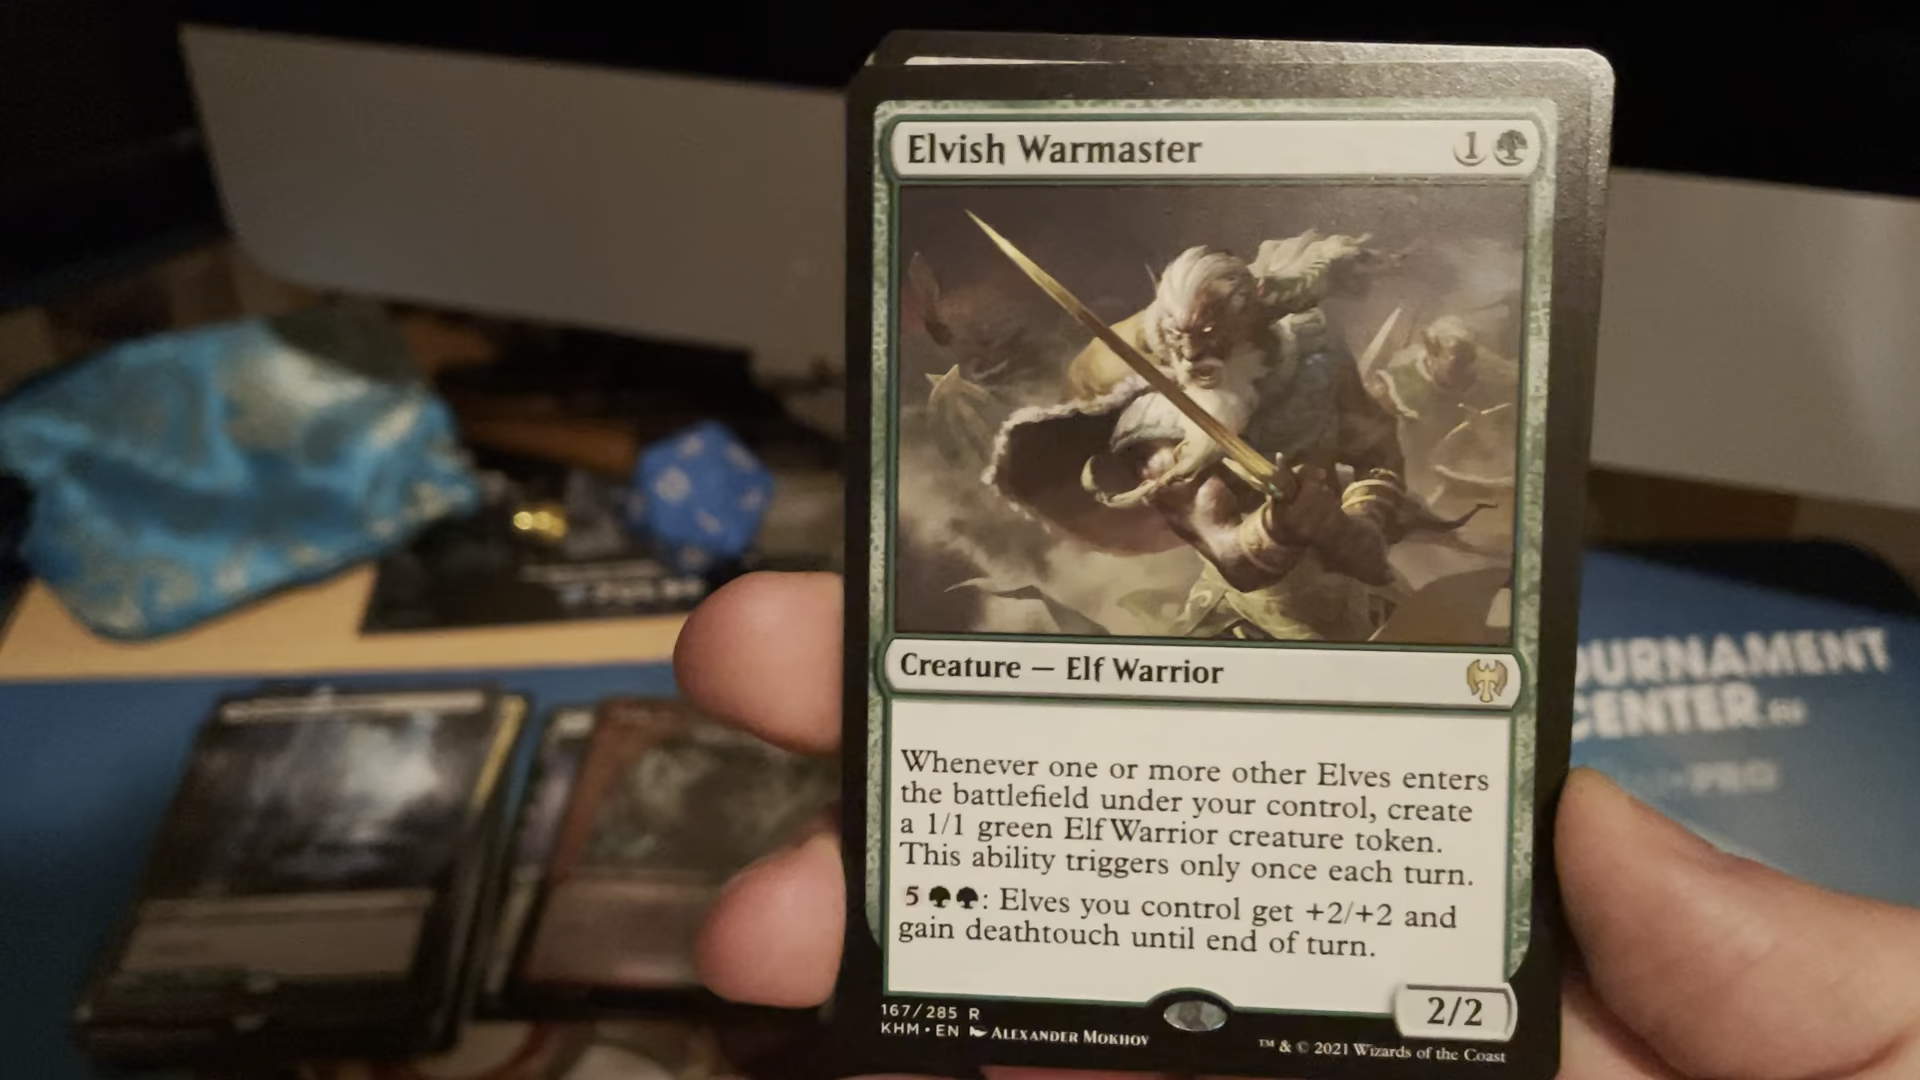 Elvish Warmaster 1
Creature — Elf Warrior
Whenever one or more other Elves enters
the battlefield under your control, create
a 1/1 green Elf Warrior creature token.
This ability triggers only once each turn.
5 : Elves you control get +2/+2 and
gain deathtouch until end of turn.
2/2
167/285 R
KHM • EN ALEXANDER MOKHOV
™ & © 2021 Wizards of the Coast
OURNAMENT
CENTER